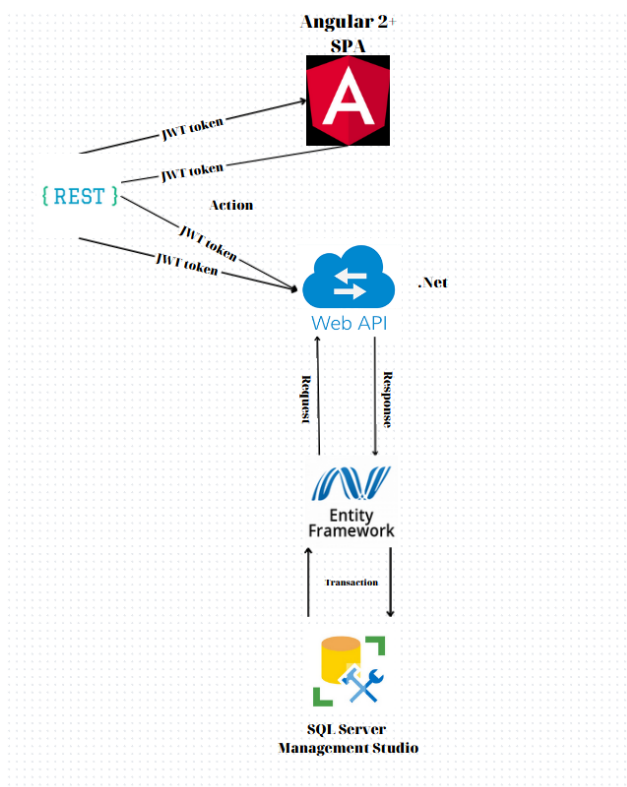 Angular 2+
SPA
A
JWT token
JWT token
{ REST }
Action
JWT token
JWT token
.Net
Web API
Request
Response
Entity
Framework
Transaction
SQL Server
Management Studio